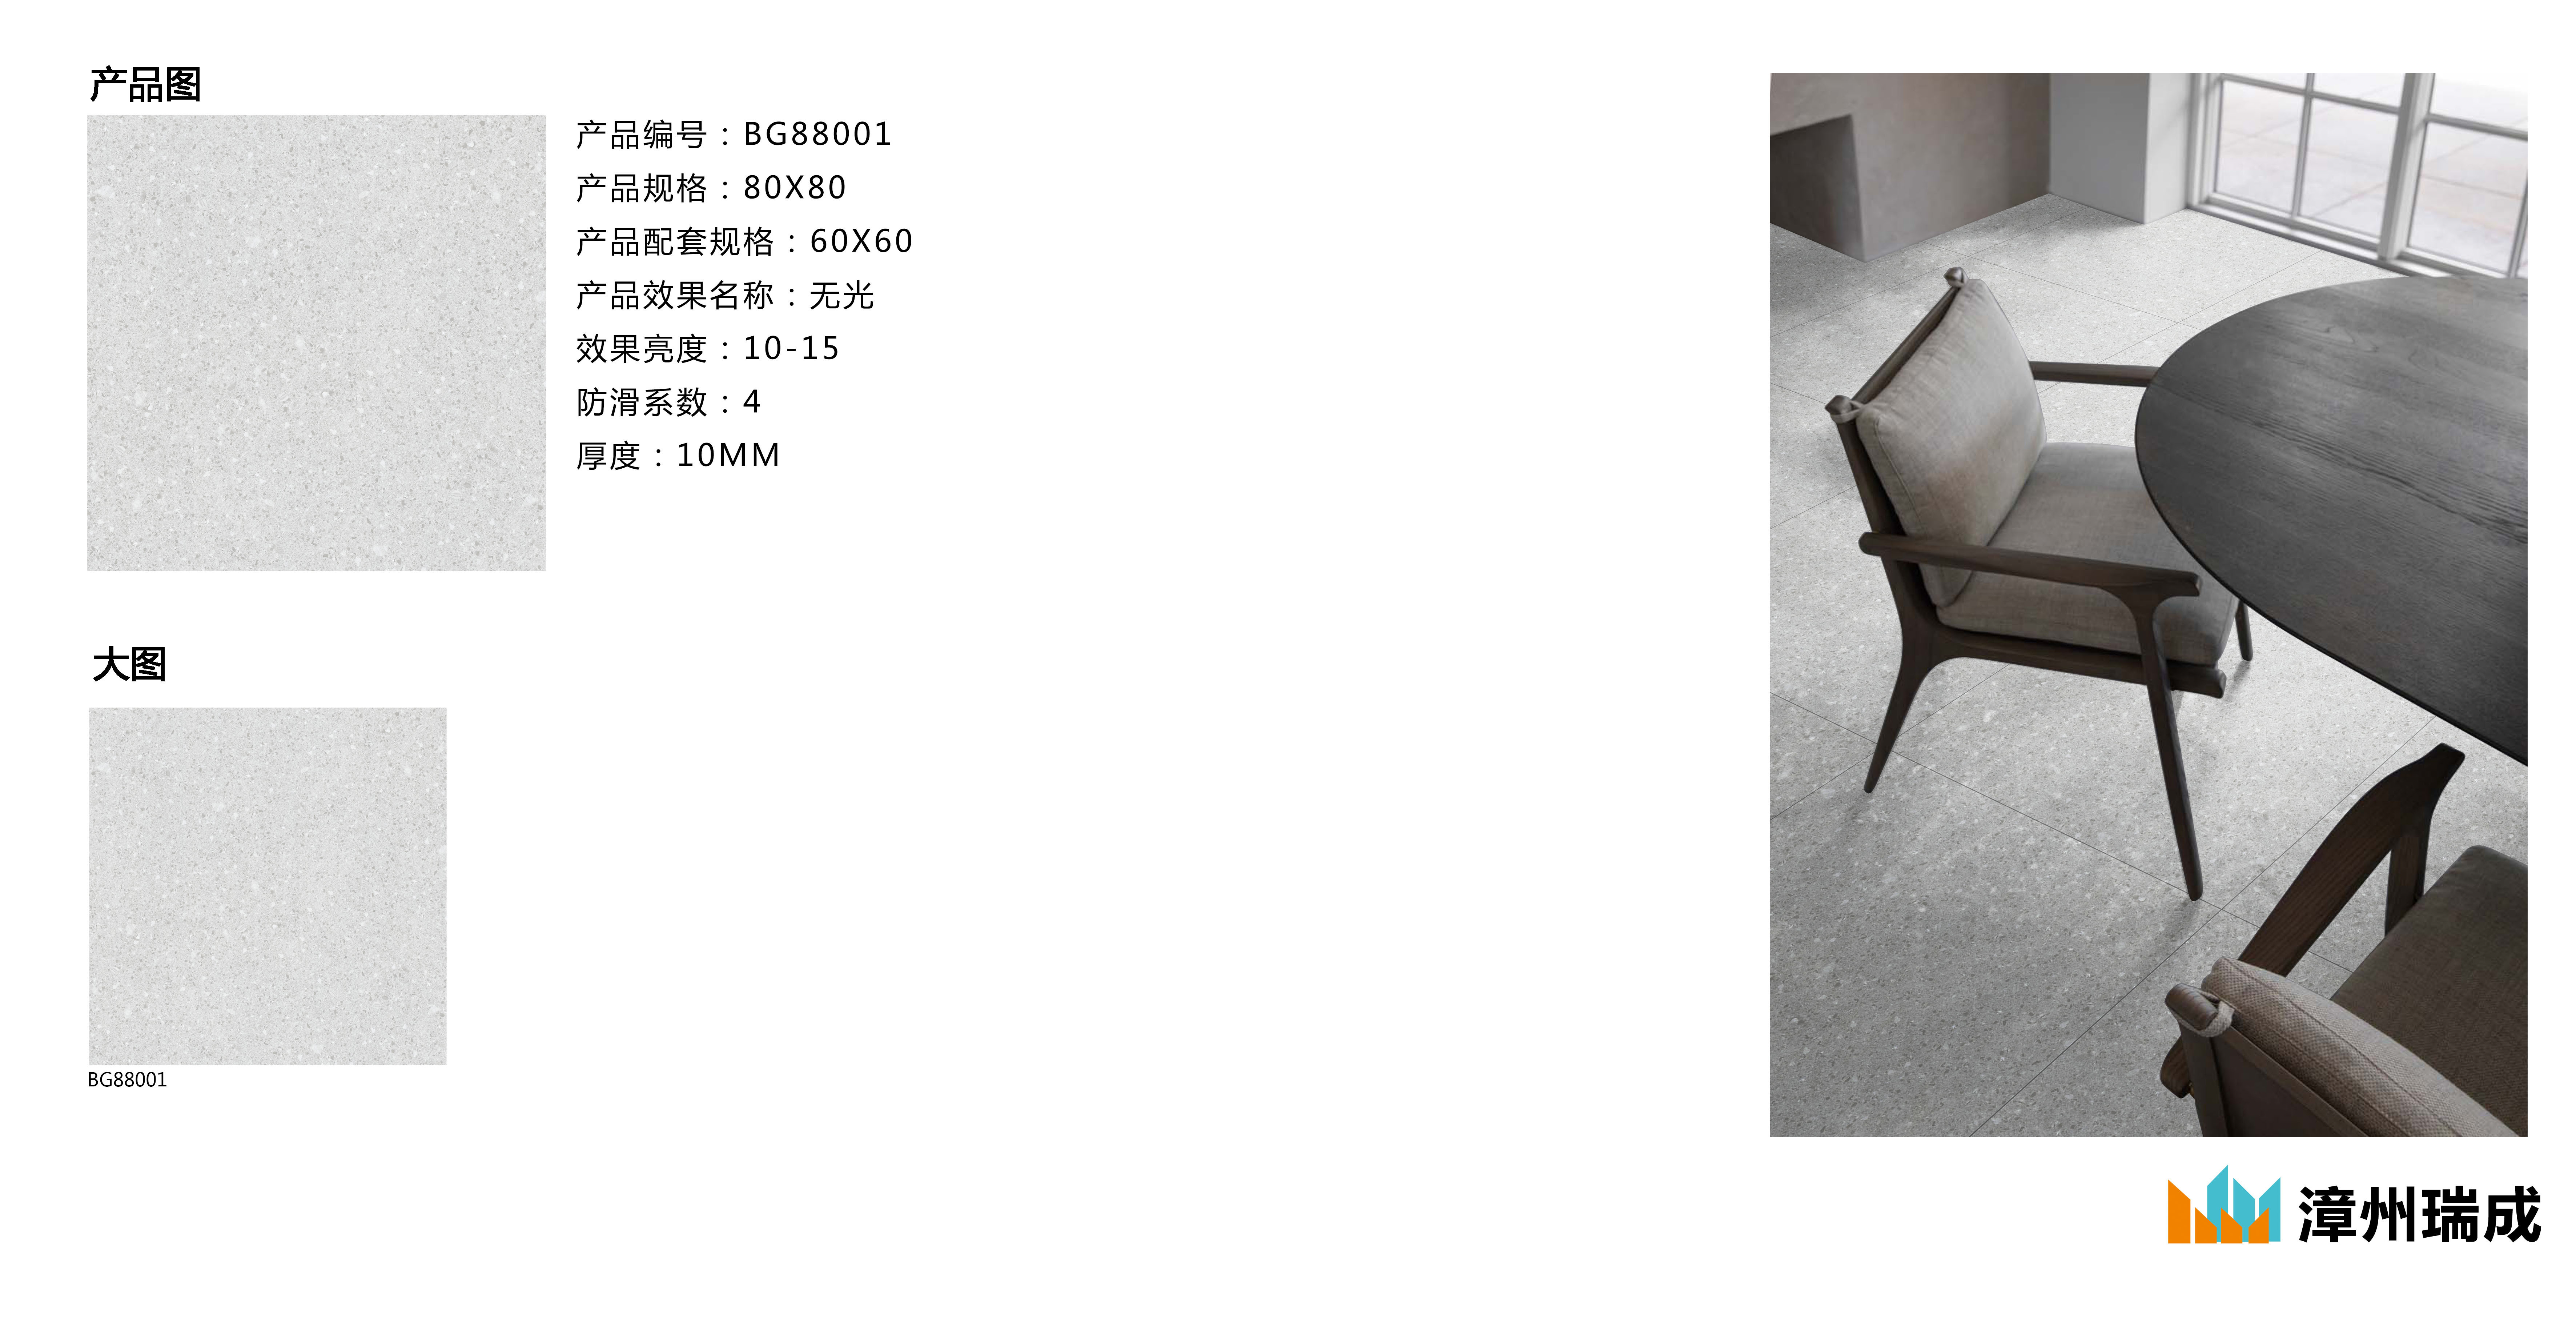 产品图
产品编号：BG88001
产品规格：80X80
产品配套规格：60X60
产品效果名称：无光
效果亮度：10-15
防滑系数：4
厚度：10MM
大图
BG88001
漳州瑞成